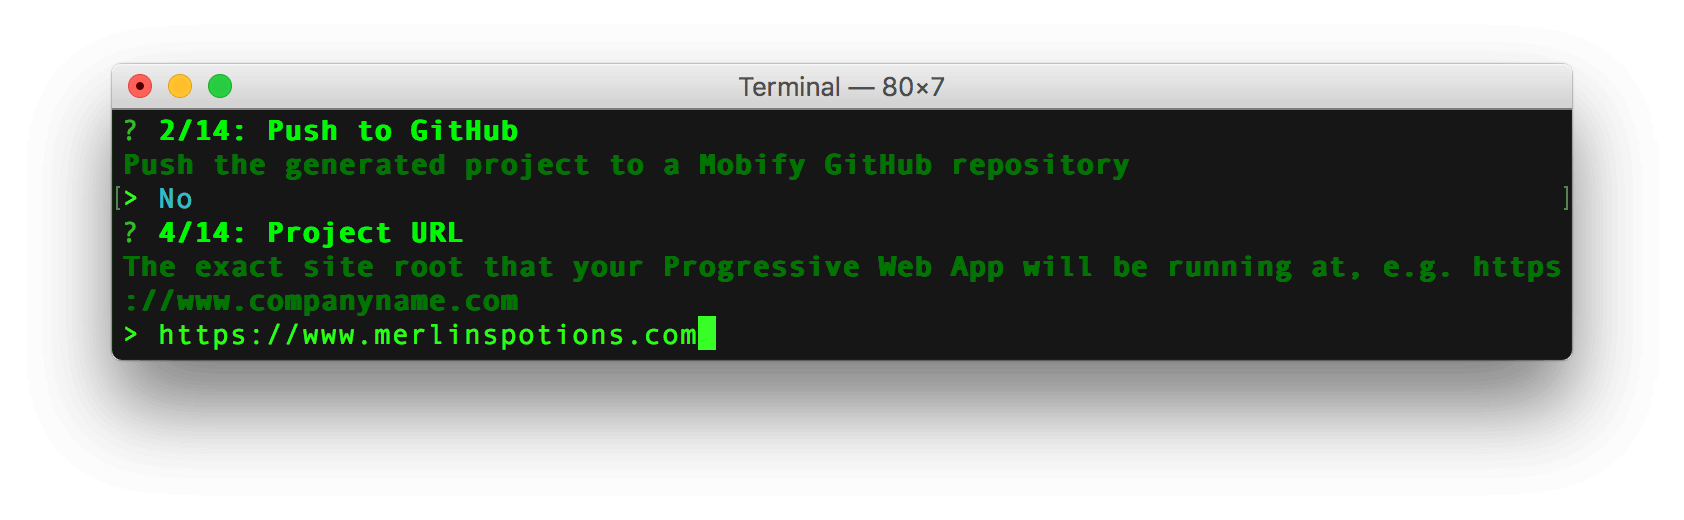 Terminal — 80×7
? 2/14: Push to GitHub
Push the generated project to a Mobify GitHub repository
[> No ]
? 4/14: Project URL
The exact site root that your Progressive Web App will be running at, e.g. https
://www.companyname.com
> https://www.merlinspotions.com